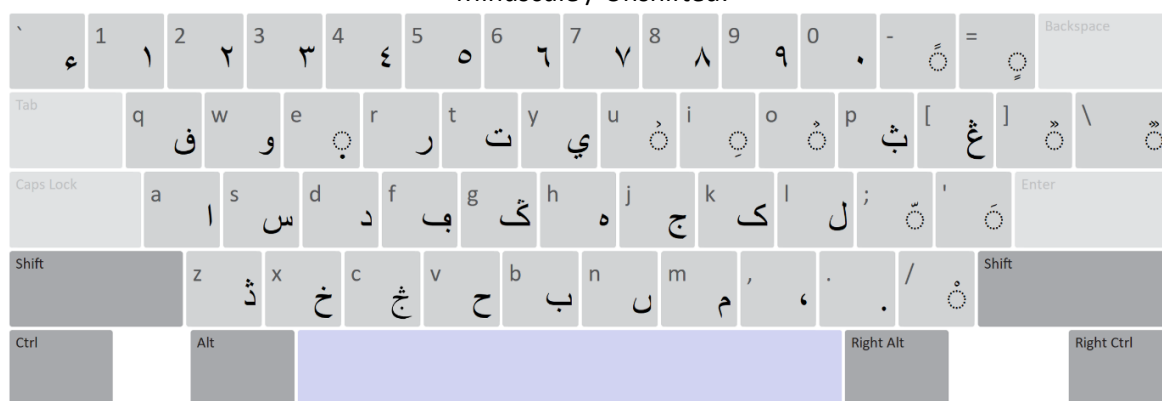 Minuscule / Unshifted:
` ء 1 ١ 2 ٢ 3 ٣ 4 ٤ 5 ٥ 6 ٦ 7 ٧ 8 ٨ 9 ٩ 0 ٠ - ◌ً = ◌ٍ Backspace
Tab q ف w و e r ر t ت y ي u i ◌ِ o p ث [ ڠ ] \
Caps Lock a ا s س d د f ڢ g h ه j ج k ک l ل ; ◌ّ ' ◌َ Enter
Shift z x خ c v ح b ب n ں m م , ، . . / ◌ْ Shift
Ctrl Alt Right Alt Right Ctrl